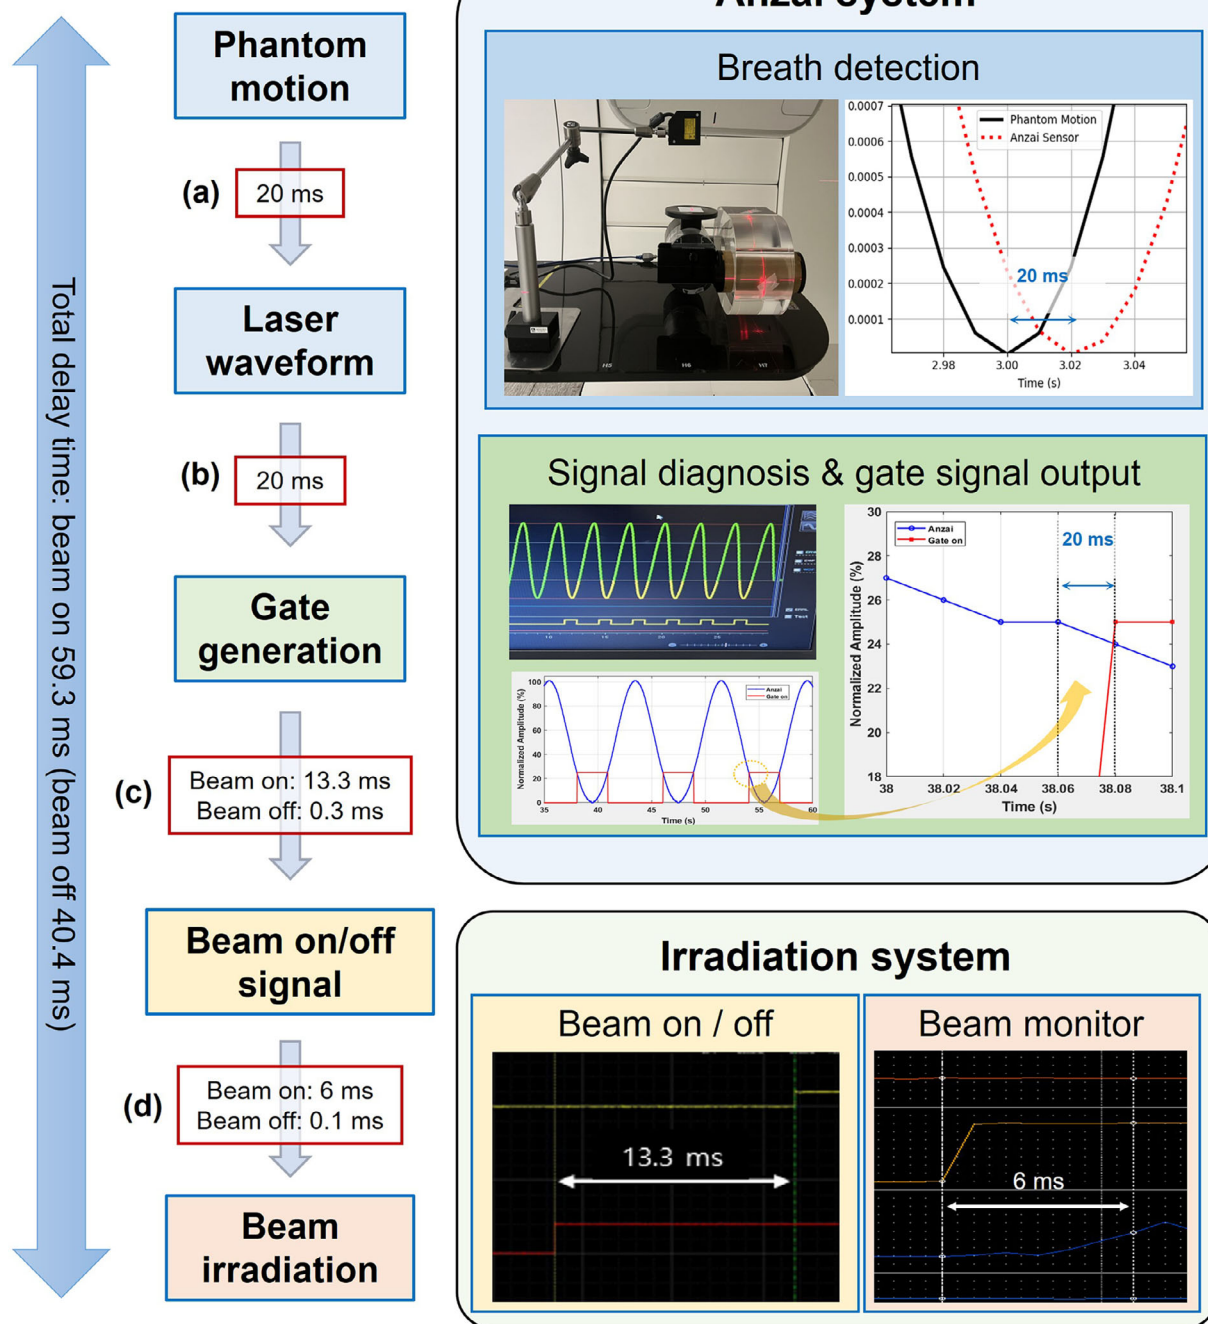 Total delay time: beam on 59.3 ms (beam off 40.4 ms)
Phantom
motion
(a)
20 ms
Laser
waveform
(b)
20 ms
Gate
generation
(c)
Beam on: 13.3 ms
Beam off: 0.3 ms
Beam on/off
signal
(d)
Beam on: 6 ms
Beam off: 0.1 ms
Beam
irradiation
Anzai system
Breath detection
H5
H6
H7
0.0007
0.0006
0.0005
0.0004
0.0003
0.0002
0.0001
Phantom Motion
Anzai Sensor
20 ms
2.98
3.00
3.02
3.04
Time (s)
Signal diagnosis & gate signal output
Normalized Amplitude (%)
100
80
60
40
20
0
Anzai
Gate on
35
40
45
50
55
60
Time (s)
Normalized Amplitude (%)
30
28
26
24
22
20
18
Anzai
Gate on
20 ms
38
38.02
38.04
38.06
38.08
38.1
Time (s)
Irradiation system
Beam on / off
13.3 ms
Beam monitor
6 ms